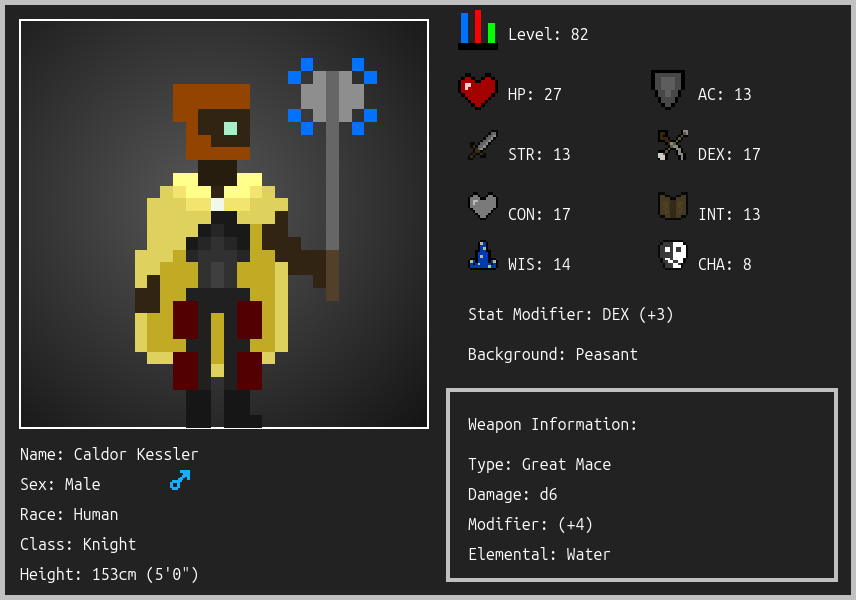 Level: 82
HP: 27
AC: 13
STR: 13
DEX: 17
CON: 17
INT: 13
WIS: 14
CHA: 8
Stat Modifier: DEX (+3)
Background: Peasant
Weapon Information:
Type: Great Mace
Damage: d6
Modifier: (+4)
Elemental: Water
Name: Caldor Kessler
Sex: Male
Race: Human
Class: Knight
Height: 153cm (5'0")